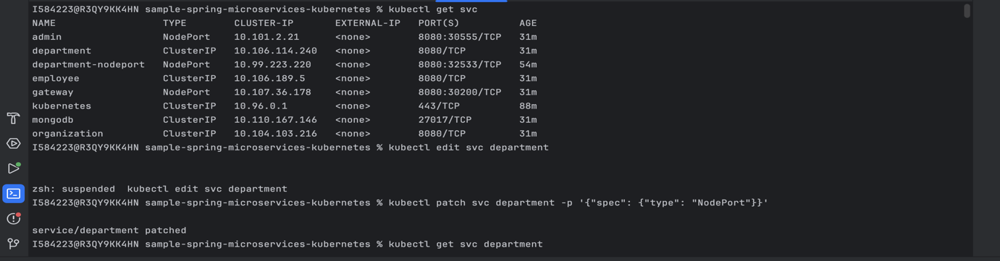 I584223@R3QY9KK4HN sample-spring-microservices-kubernetes % kubectl get svc
NAME                  TYPE        CLUSTER-IP       EXTERNAL-IP   PORT(S)          AGE
admin                 NodePort    10.101.2.21      <none>        8080:30555/TCP   31m
department            ClusterIP   10.106.114.240   <none>        8080/TCP         31m
department-nodeport   NodePort    10.99.223.220    <none>        8080:32533/TCP   54m
employee              ClusterIP   10.106.189.5     <none>        8080/TCP         31m
gateway               NodePort    10.107.36.178    <none>        8080:30200/TCP   31m
kubernetes            ClusterIP   10.96.0.1        <none>        443/TCP          88m
mongodb               ClusterIP   10.110.167.146   <none>        27017/TCP        31m
organization          ClusterIP   10.104.103.216   <none>        8080/TCP         31m
I584223@R3QY9KK4HN sample-spring-microservices-kubernetes % kubectl edit svc department
zsh: suspended  kubectl edit svc department
I584223@R3QY9KK4HN sample-spring-microservices-kubernetes % kubectl patch svc department -p '{"spec": {"type": "NodePort"}}'
service/department patched
I584223@R3QY9KK4HN sample-spring-microservices-kubernetes % kubectl get svc department